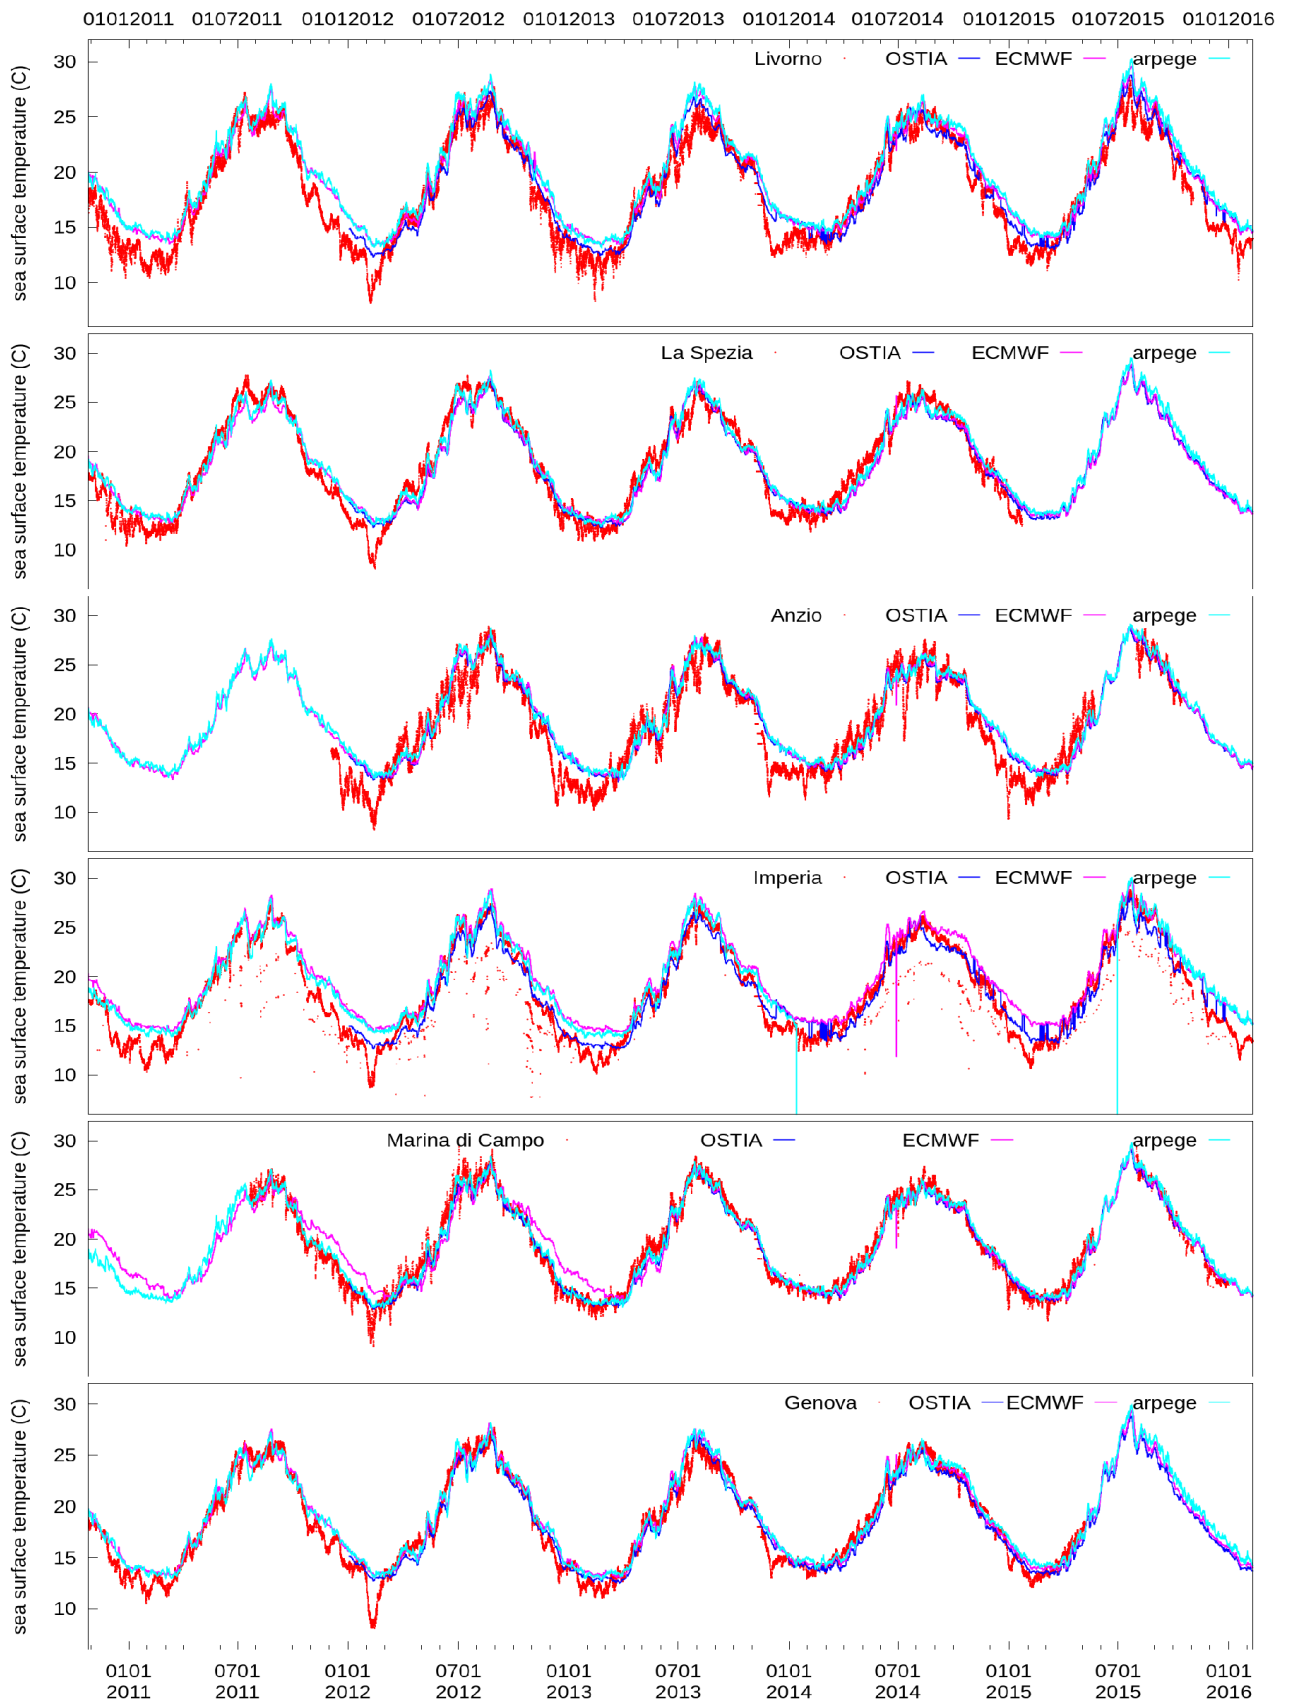 01012011 01072011 01012012 01072012 01012013 01072013 01012014 01072014 01012015 01072015 01012016
Livorno OSTIA ECMWF arpege
sea surface temperature (C)
30
25
20
15
10
La Spezia OSTIA ECMWF arpege
sea surface temperature (C)
30
25
20
15
10
Anzio OSTIA ECMWF arpege
sea surface temperature (C)
30
25
20
15
10
Imperia OSTIA ECMWF arpege
sea surface temperature (C)
30
25
20
15
10
Marina di Campo OSTIA ECMWF arpege
sea surface temperature (C)
30
25
20
15
10
Genova OSTIA ECMWF arpege
sea surface temperature (C)
30
25
20
15
10
0101 0701 0101 0701 0101 0701 0101 0701 0101 0701 0101
2011 2011 2012 2012 2013 2013 2014 2014 2015 2015 2016